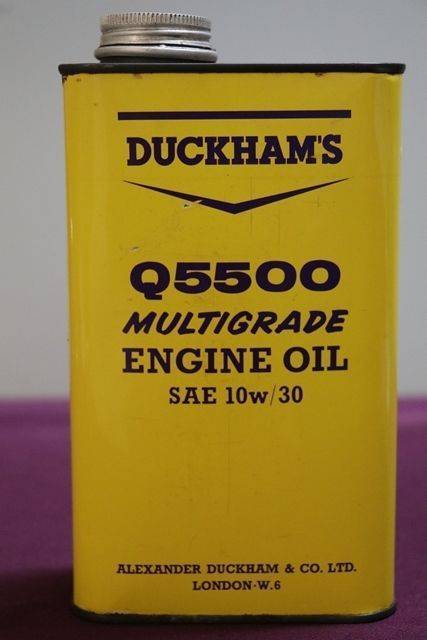 DUCKHAM'S
Q5500
MULTIGRADE
ENGINE OIL
SAE 10w/30
ALEXANDER DUCKHAM & CO. LTD.
LONDON·W.6